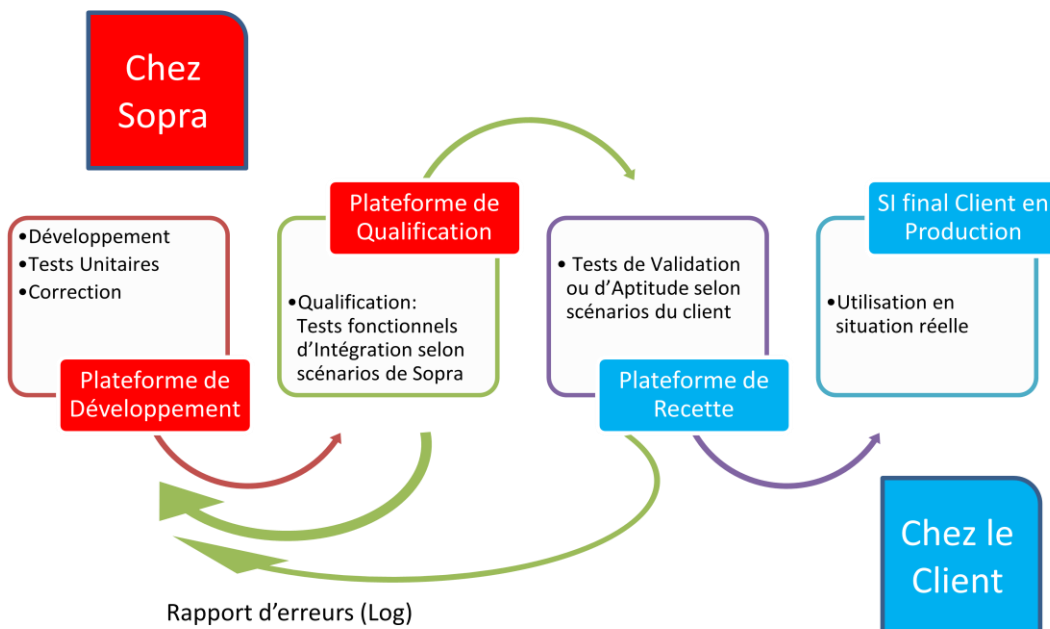 Chez
Sopra
•Développement
•Tests Unitaires
•Correction
Plateforme de
Développement
Plateforme de
Qualification
•Qualification:
Tests fonctionnels
d’Intégration selon
scénarios de Sopra
• Tests de Validation
ou d’Aptitude selon
scénarios du client
Plateforme de
Recette
SI final Client en
Production
•Utilisation en
situation réelle
Chez le
Client
Rapport d’erreurs (Log)